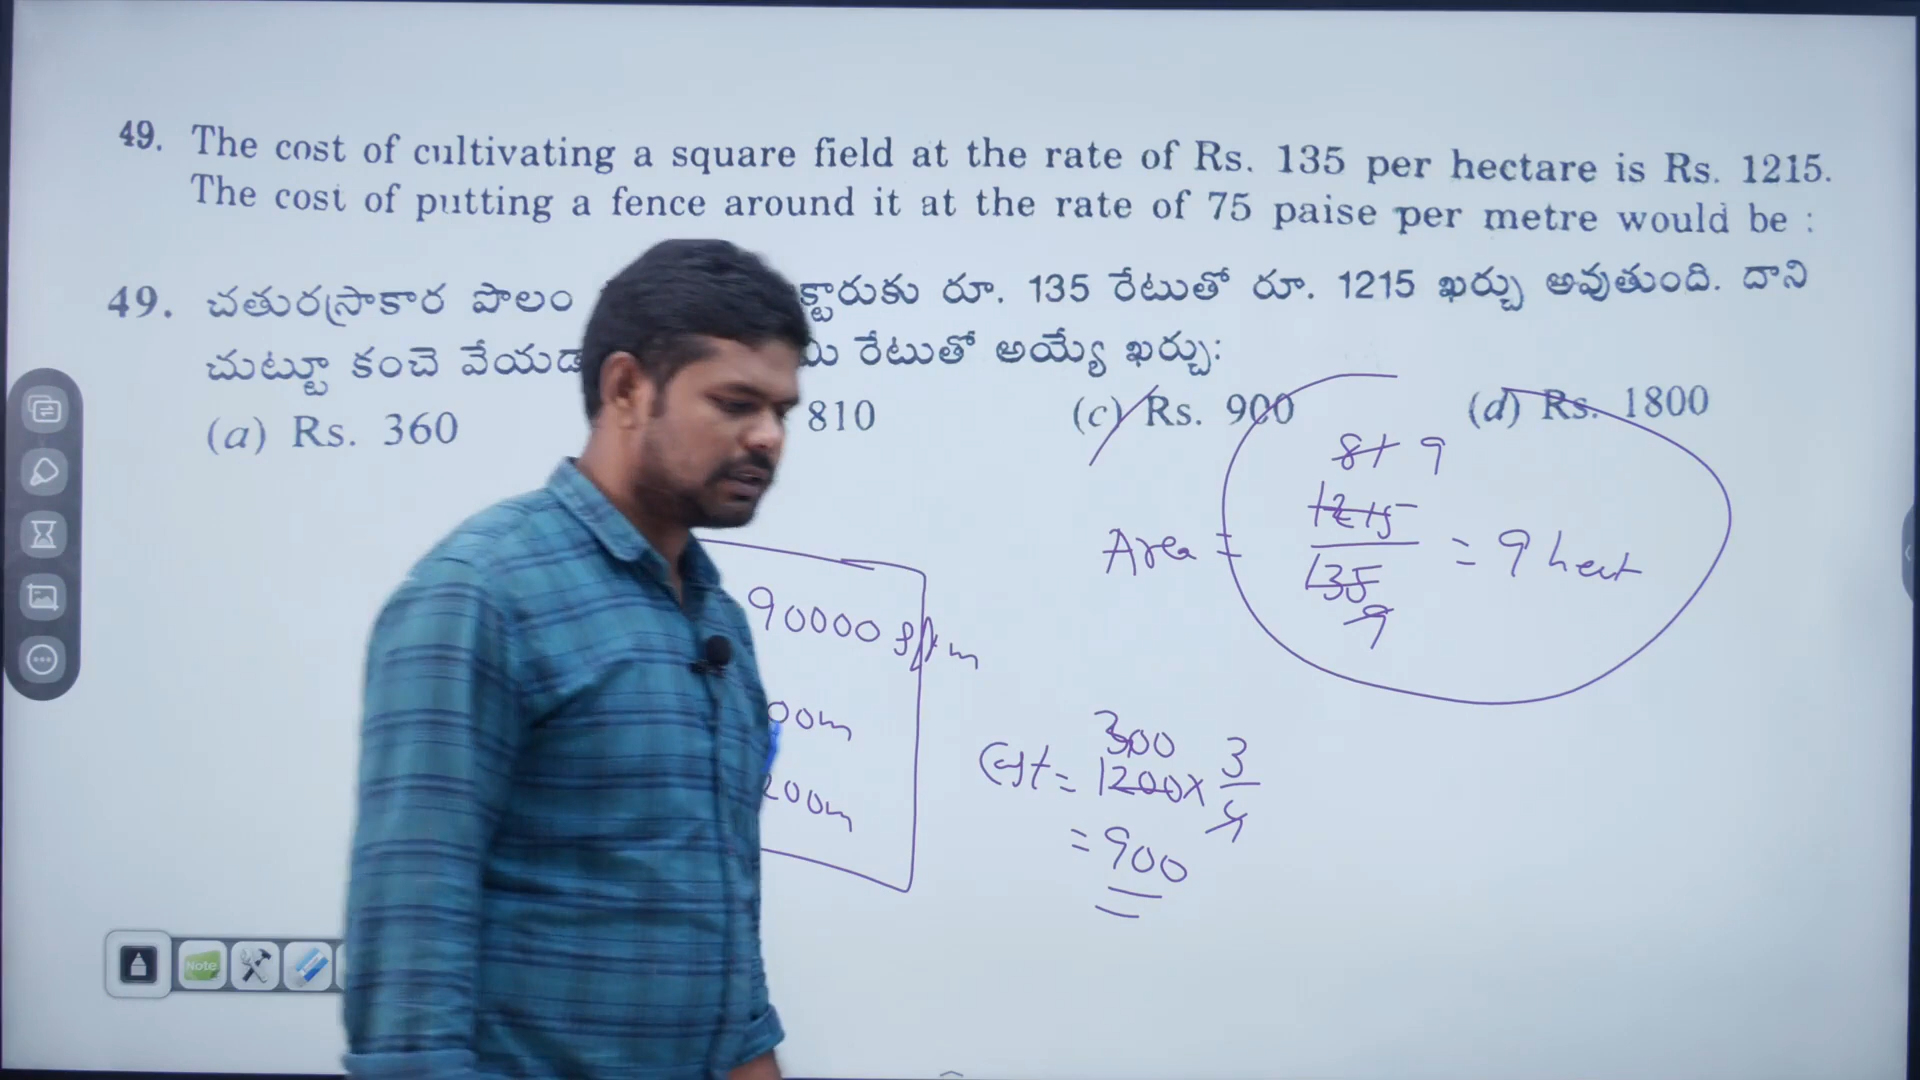 49. The cost of cultivating a square field at the rate of Rs. 135 per hectare is Rs. 1215.
The cost of putting a fence around it at the rate of 75 paise per metre would be :
49. చతురస్రాకార పొలం క్టారుకు రూ. 135 రేటుతో రూ. 1215 ఖర్చు అవుతుంది. దాని
చుట్టూ కంచె వేయడ మి రేటుతో అయ్యే ఖర్చు:
(a) Rs. 360 810 (c) Rs. 900 (d) Rs. 1800
9
1215
Area = = 9 hect
135
9
90000
00m
200m
300
Cost = 1200 x 3
4
= 900
Note